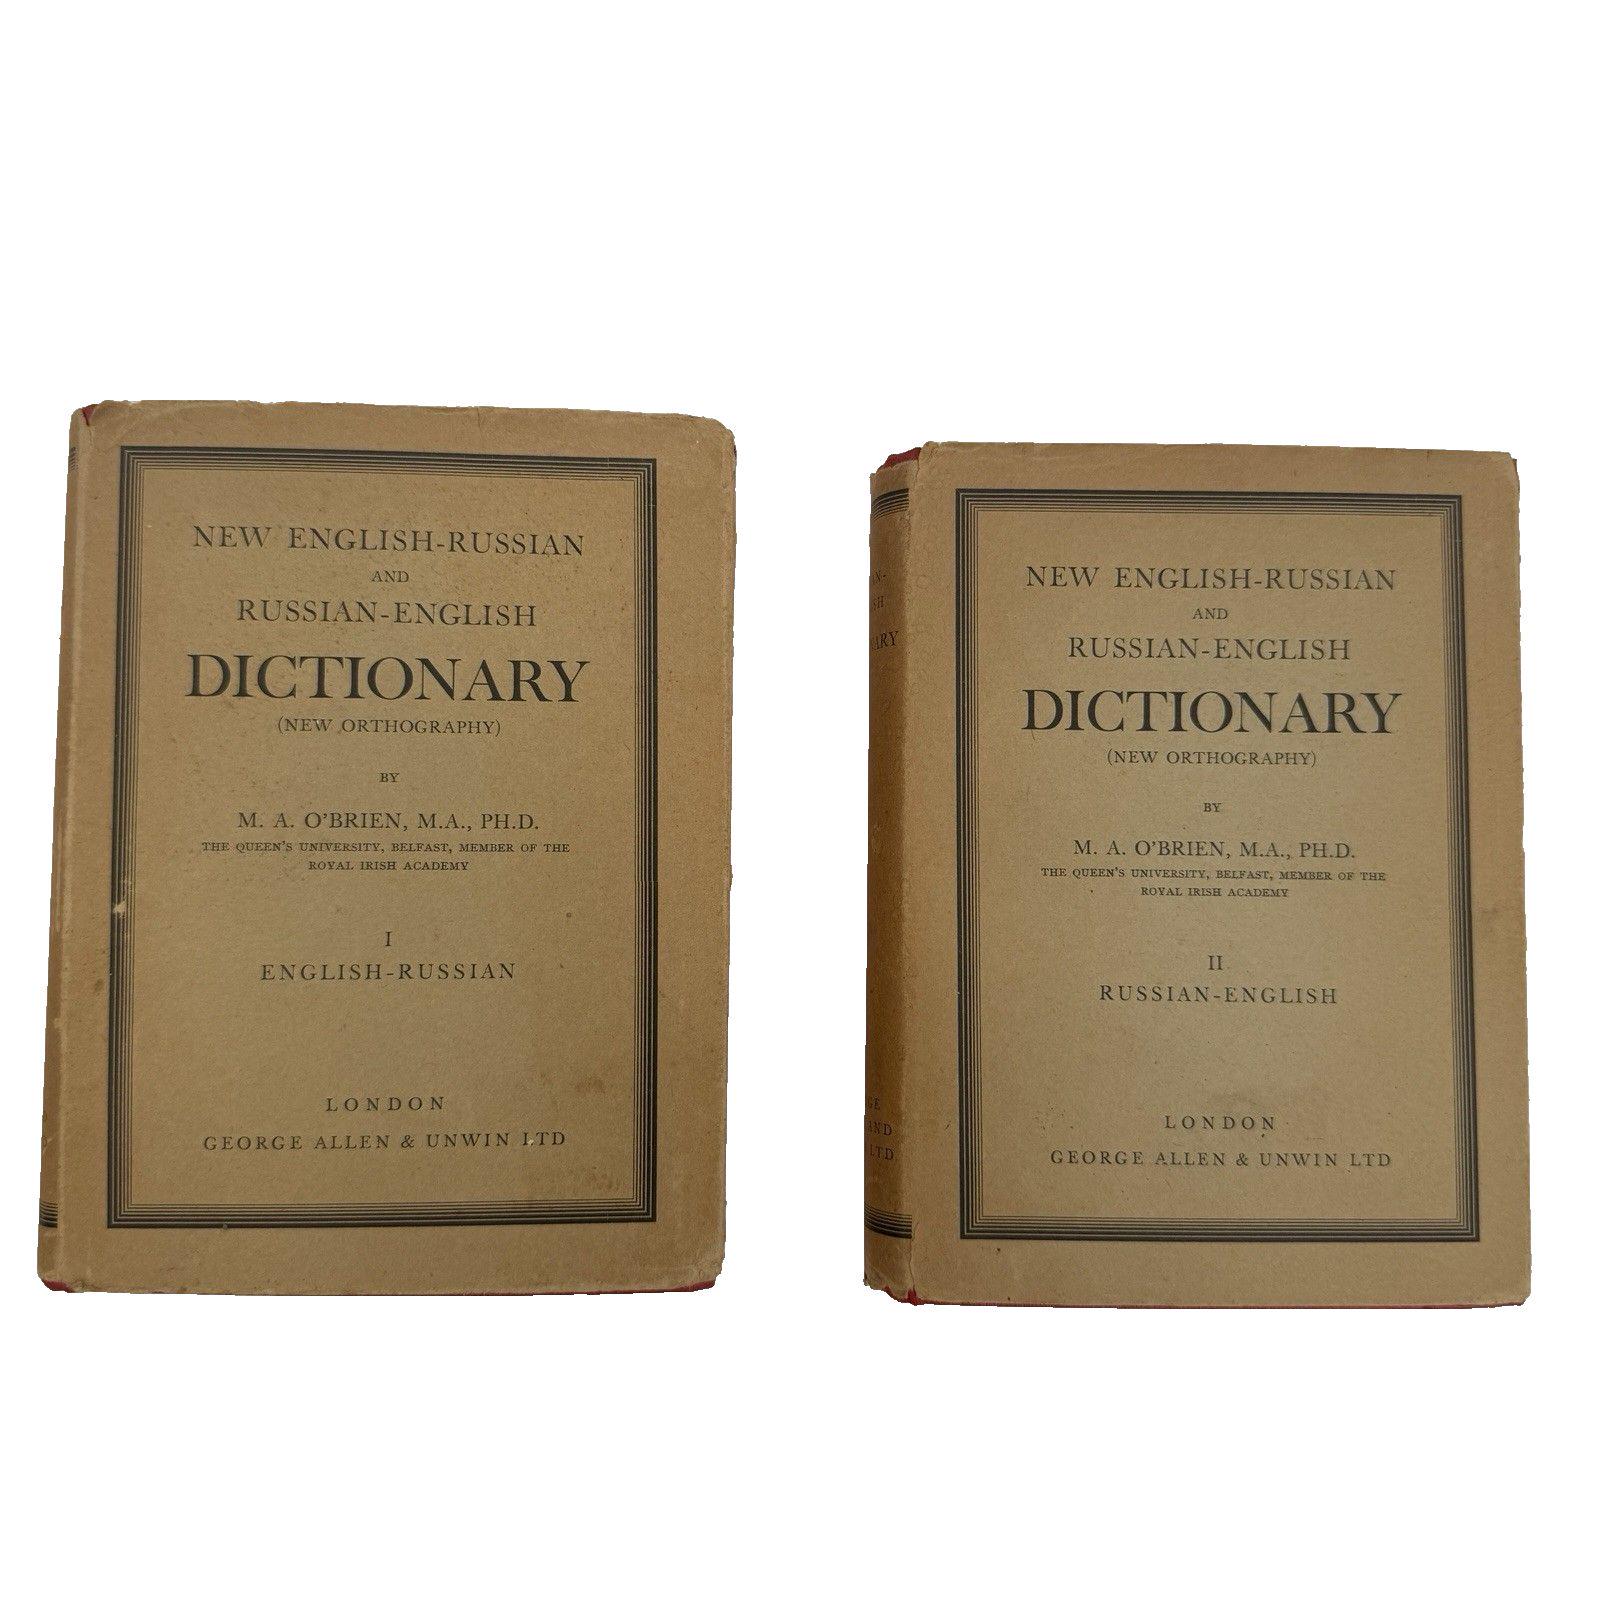 NEW ENGLISH-RUSSIAN
AND
RUSSIAN-ENGLISH
DICTIONARY
(NEW ORTHOGRAPHY)
BY
M. A. O'BRIEN, M.A., PH.D.
THE QUEEN'S UNIVERSITY, BELFAST, MEMBER OF THE
ROYAL IRISH ACADEMY
I
ENGLISH-RUSSIAN
LONDON
GEORGE ALLEN & UNWIN LTD
NEW ENGLISH-RUSSIAN
AND
RUSSIAN-ENGLISH
DICTIONARY
(NEW ORTHOGRAPHY)
BY
M. A. O'BRIEN, M.A., PH.D.
THE QUEEN'S UNIVERSITY, BELFAST, MEMBER OF THE
ROYAL IRISH ACADEMY
II
RUSSIAN-ENGLISH
LONDON
GEORGE ALLEN & UNWIN LTD